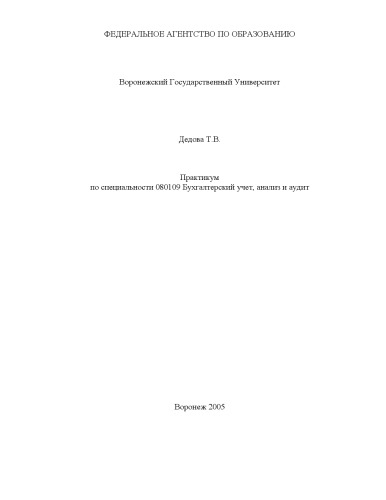 ФЕДЕРАЛЬНОЕ АГЕНТСТВО ПО ОБРАЗОВАНИЮ
Воронежский Государственный Университет
Дедова Т.В.
Практикум
по специальности 080109 Бухгалтерский учет, анализ и аудит
Воронеж 2005